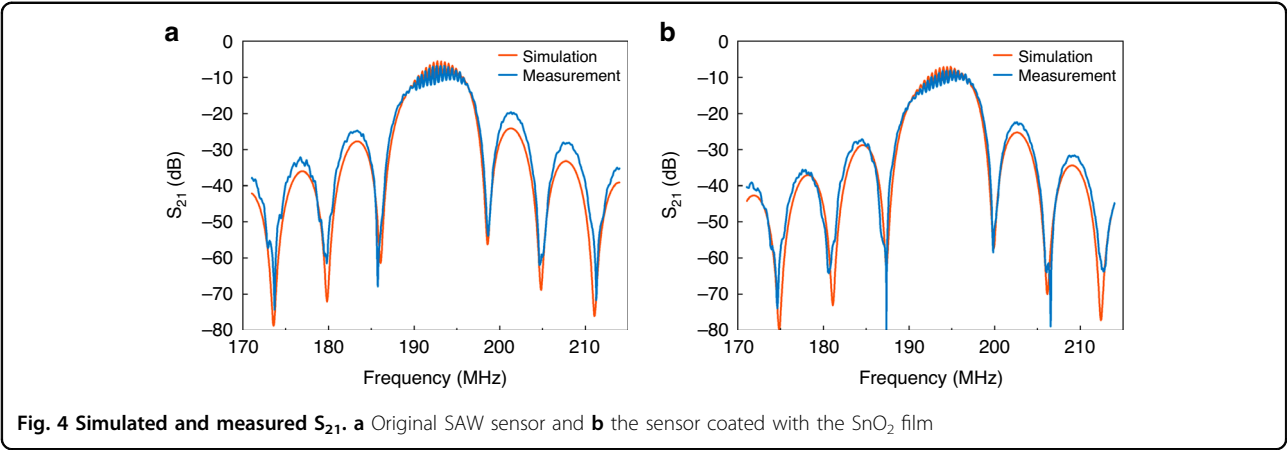 a
0
−10
−20
−30
−40
−50
−60
−70
−80
S21 (dB)
170 180 190 200 210
Frequency (MHz)
Simulation
Measurement
b
0
−10
−20
−30
−40
−50
−60
−70
−80
S21 (dB)
170 180 190 200 210
Frequency (MHz)
Simulation
Measurement
Fig. 4 Simulated and measured S21. a Original SAW sensor and b the sensor coated with the SnO2 film